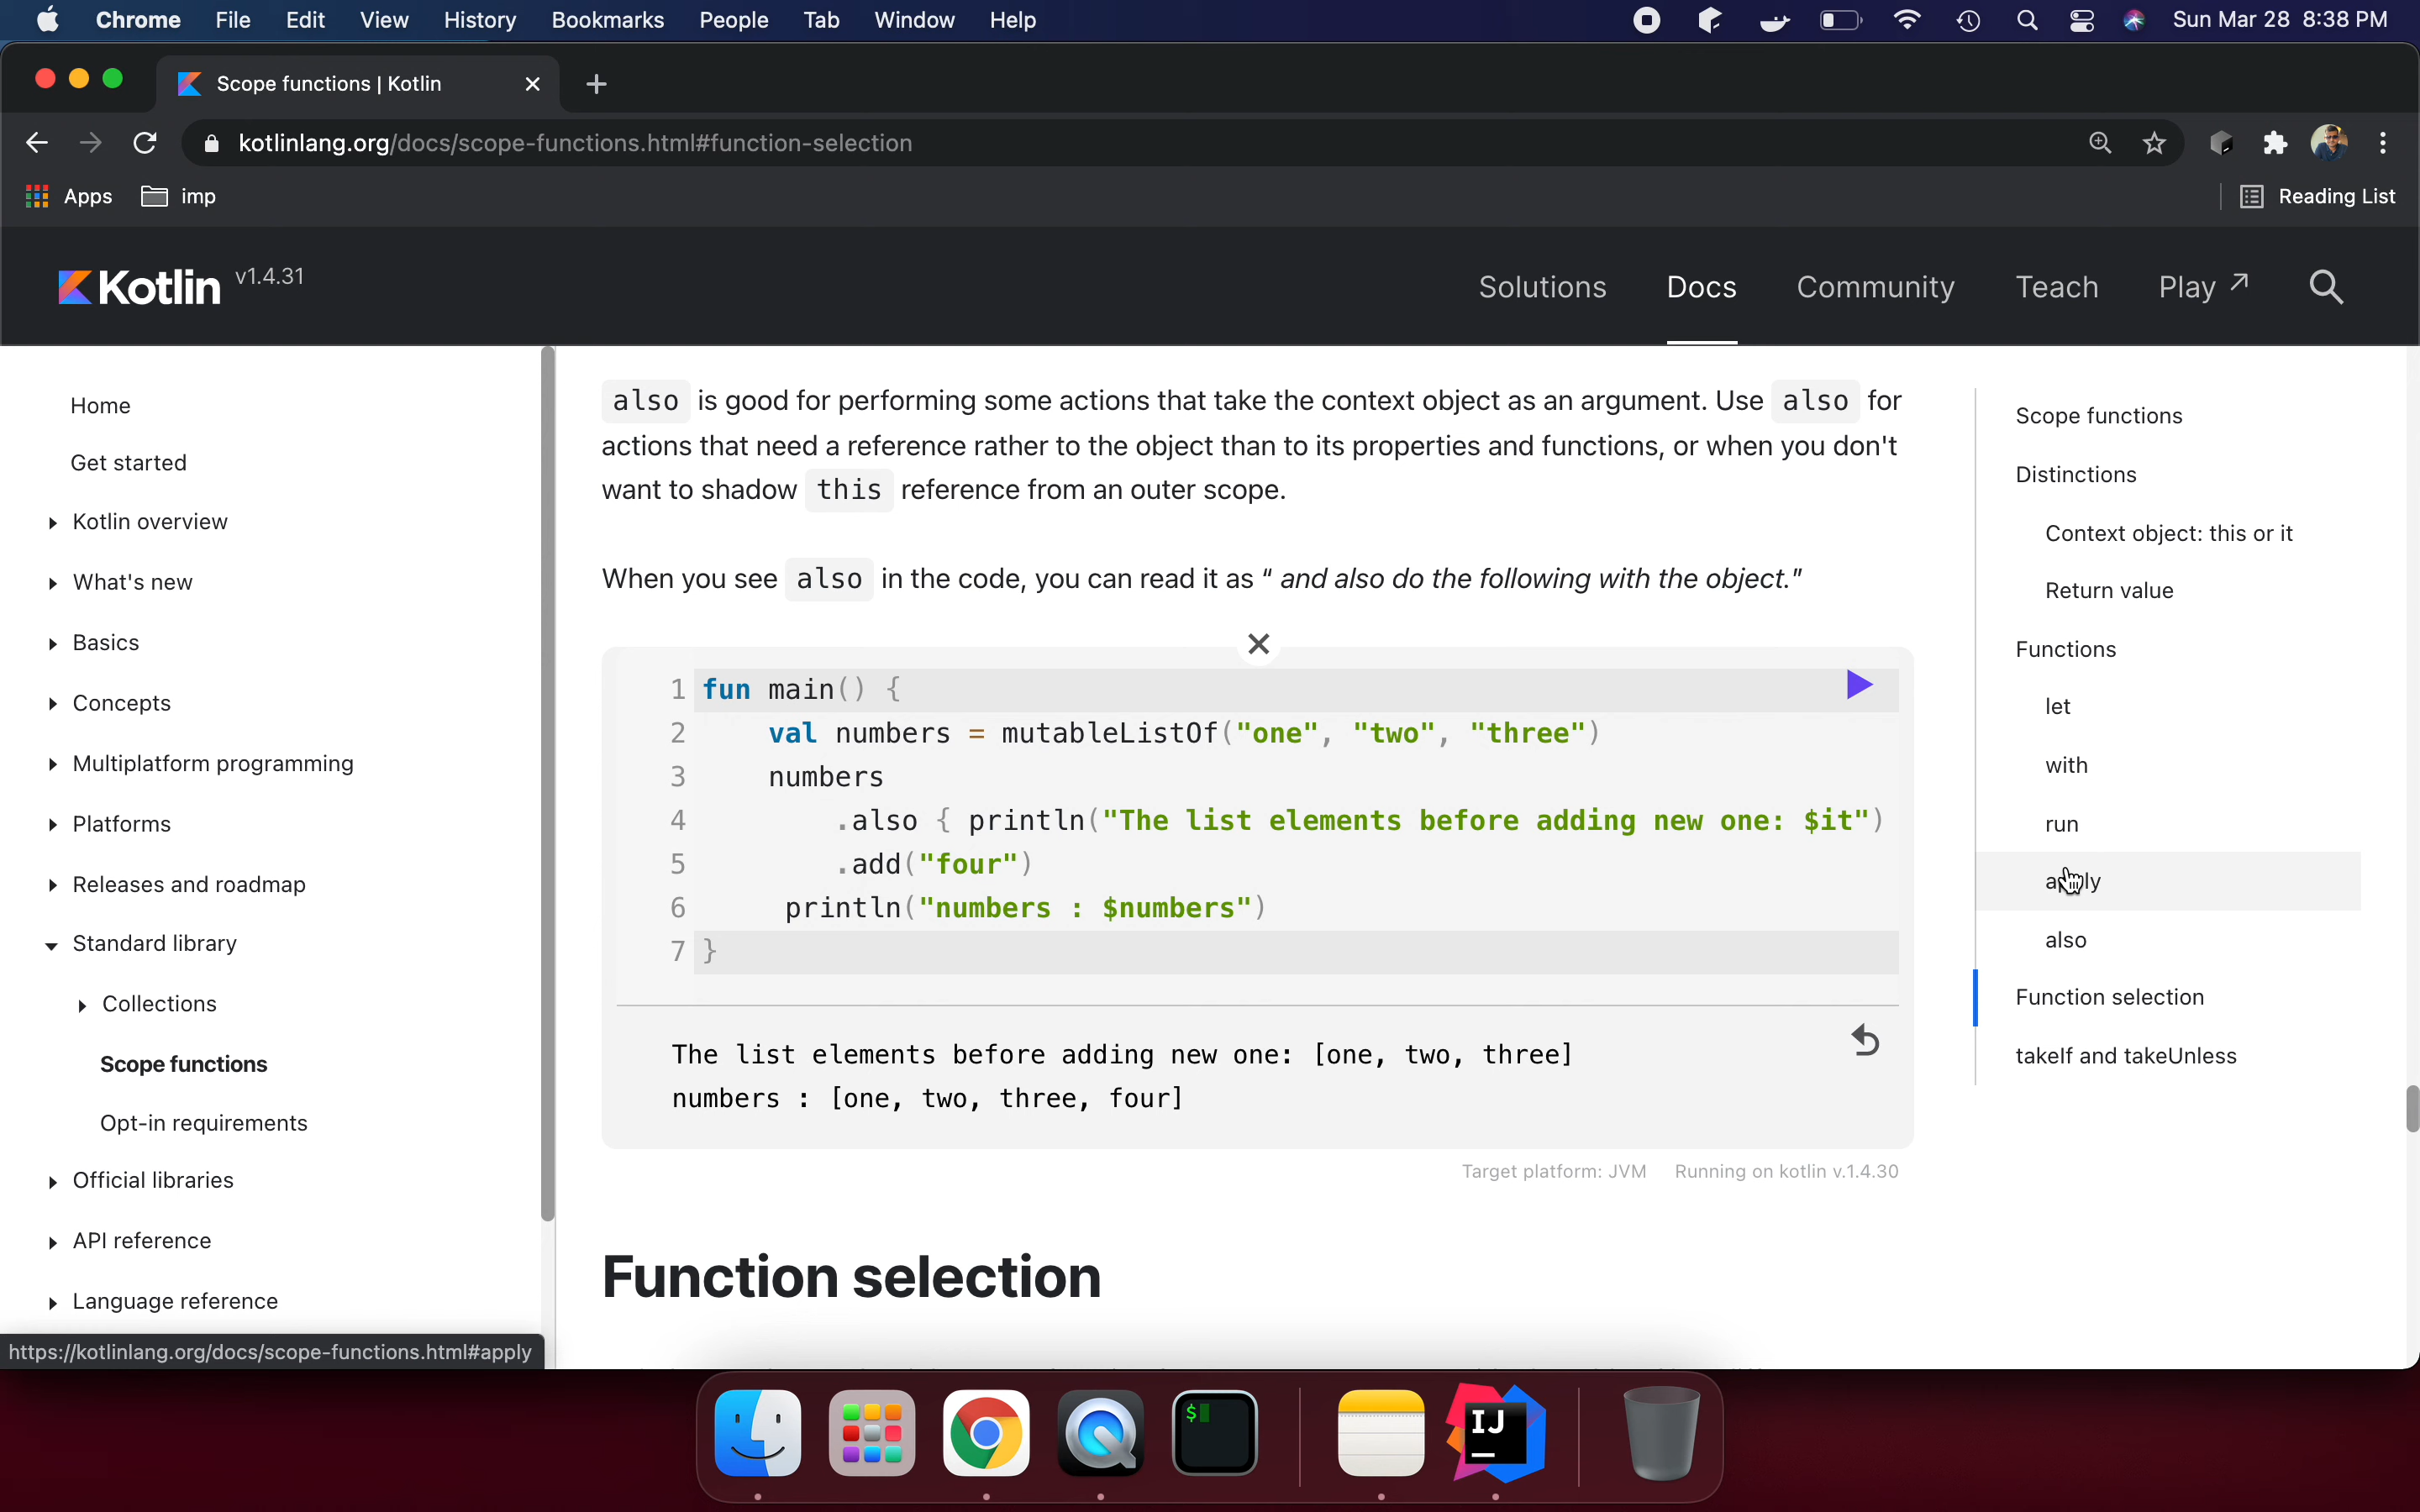 Chrome File Edit View History Bookmarks People Tab Window Help Sun Mar 28 8:38 PM
Scope functions | Kotlin
kotlinlang.org/docs/scope-functions.html#function-selection
Apps imp Reading List
Kotlin v1.4.31 Solutions Docs Community Teach Play
Home
Get started
Kotlin overview
What's new
Basics
Concepts
Multiplatform programming
Platforms
Releases and roadmap
Standard library
Collections
Scope functions
Opt-in requirements
Official libraries
API reference
Language reference
https://kotlinlang.org/docs/scope-functions.html#apply
also is good for performing some actions that take the context object as an argument. Use also for
actions that need a reference rather to the object than to its properties and functions, or when you don't
want to shadow this reference from an outer scope.
When you see also in the code, you can read it as “ and also do the following with the object.”
1 fun main() {
2 val numbers = mutableListOf("one", "two", "three")
3 numbers
4 .also { println("The list elements before adding new one: $it")
5 .add("four")
6 println("numbers : $numbers")
7 }
The list elements before adding new one: [one, two, three]
numbers : [one, two, three, four]
Target platform: JVM Running on kotlin v.1.4.30
Function selection
Scope functions
Distinctions
Context object: this or it
Return value
Functions
let
with
run
apply
also
Function selection
takeIf and takeUnless
$
IJ